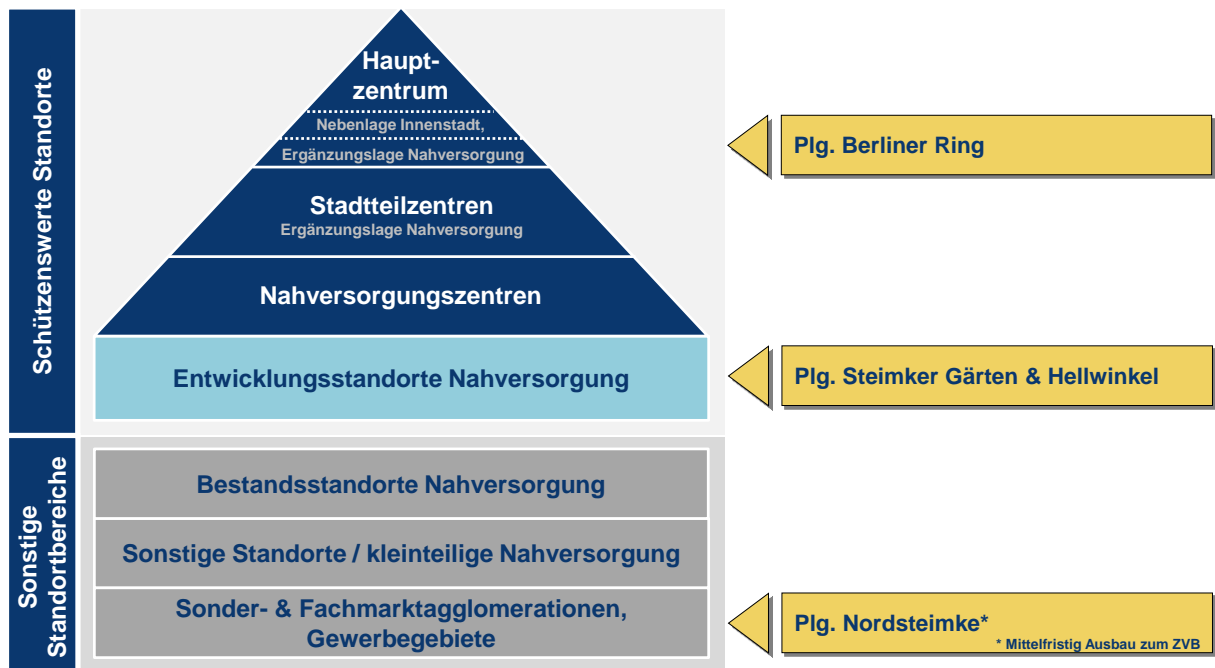 Schützenswerte Standorte
Haupt-
zentrum
Nebenlage Innenstadt,
Ergänzungslage Nahversorgung
Plg. Berliner Ring
Stadtteilzentren
Ergänzungslage Nahversorgung
Nahversorgungszentren
Entwicklungsstandorte Nahversorgung
Plg. Steimker Gärten & Hellwinkel
Sonstige
Standortbereiche
Bestandsstandorte Nahversorgung
Sonstige Standorte / kleinteilige Nahversorgung
Sonder- & Fachmarktagglomerationen,
Gewerbegebiete
Plg. Nordsteimke*
* Mittelfristig Ausbau zum ZVB